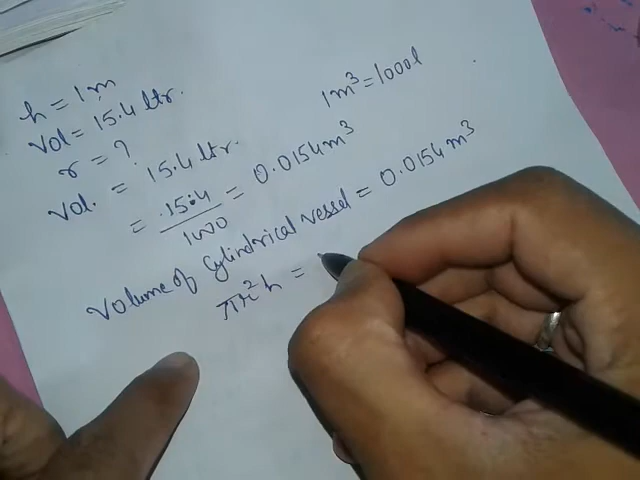 h = 1m
Vol = 15.4 ltr.
r = ?
1m³ = 1000l
Vol. = 15.4 ltr.
= 15.4/1000 = 0.0154m³
Volume of Cylindrical vessel = 0.0154 m³
πr²h =